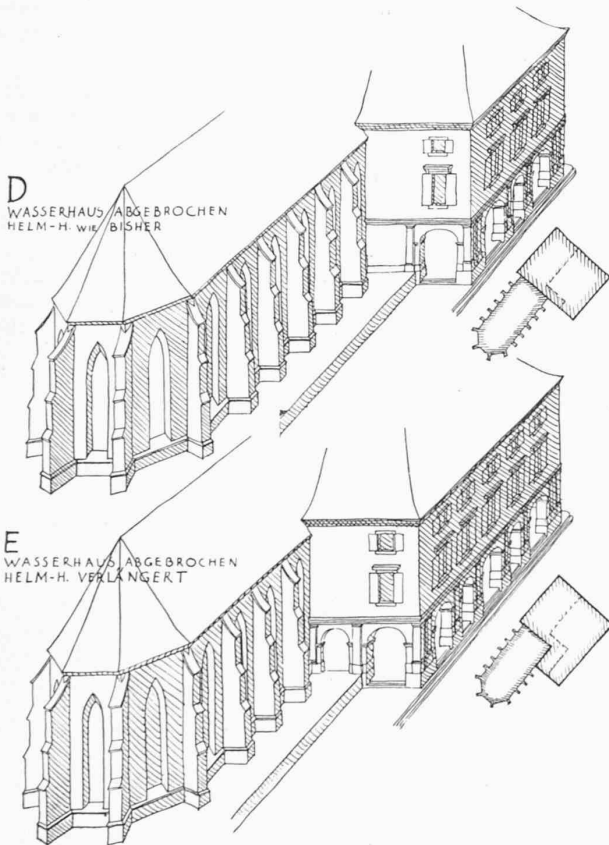 D
WASSERHAUS ABGEBROCHEN
HELM-H. WIE BISHER
E
WASSERHAUS ABGEBROCHEN
HELM-H. VERLÄNGERT